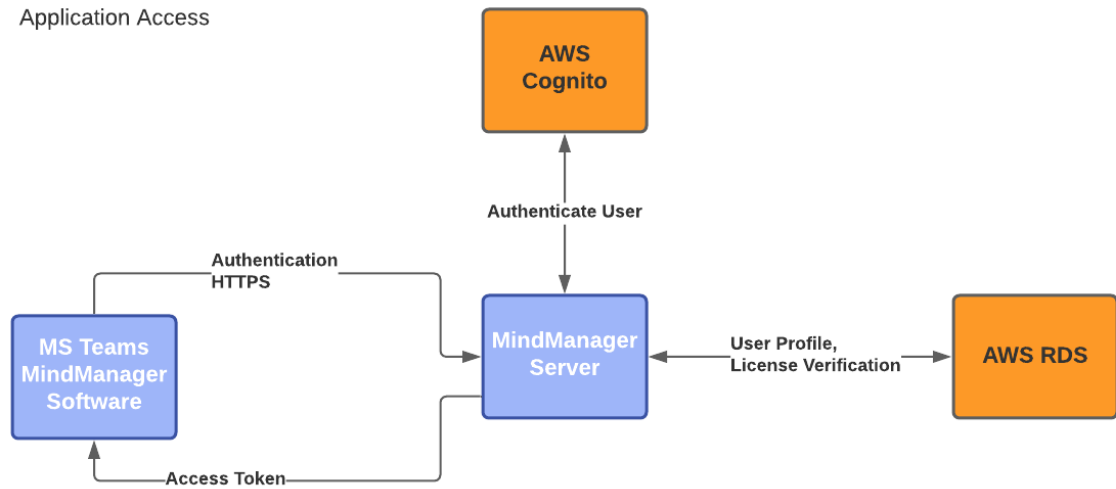 Application Access
AWS
Cognito
Authenticate User
Authentication
HTTPS
MS Teams
MindManager
Software
MindManager
Server
User Profile,
License Verification
AWS RDS
Access Token